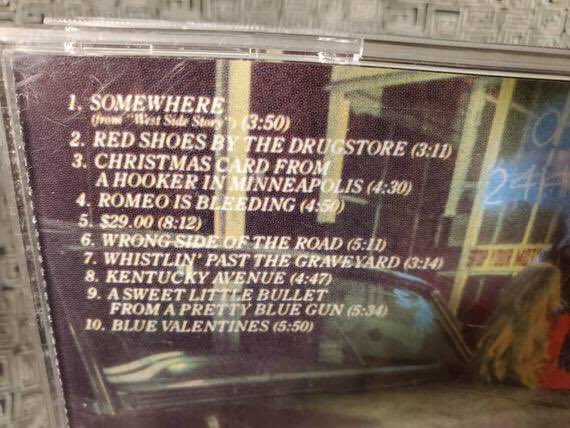 1. SOMEWHERE
(from "West Side Story") (3:50)
2. RED SHOES BY THE DRUGSTORE (3:11)
3. CHRISTMAS CARD FROM
A HOOKER IN MINNEAPOLIS (4:30)
4. ROMEO IS BLEEDING (4:50)
5. $29.00 (8:12)
6. WRONG SIDE OF THE ROAD (5:11)
7. WHISTLIN' PAST THE GRAVEYARD (3:14)
8. KENTUCKY AVENUE (4:47)
9. A SWEET LITTLE BULLET
FROM A PRETTY BLUE GUN (5:34)
10. BLUE VALENTINES (5:50)
24
YOUR